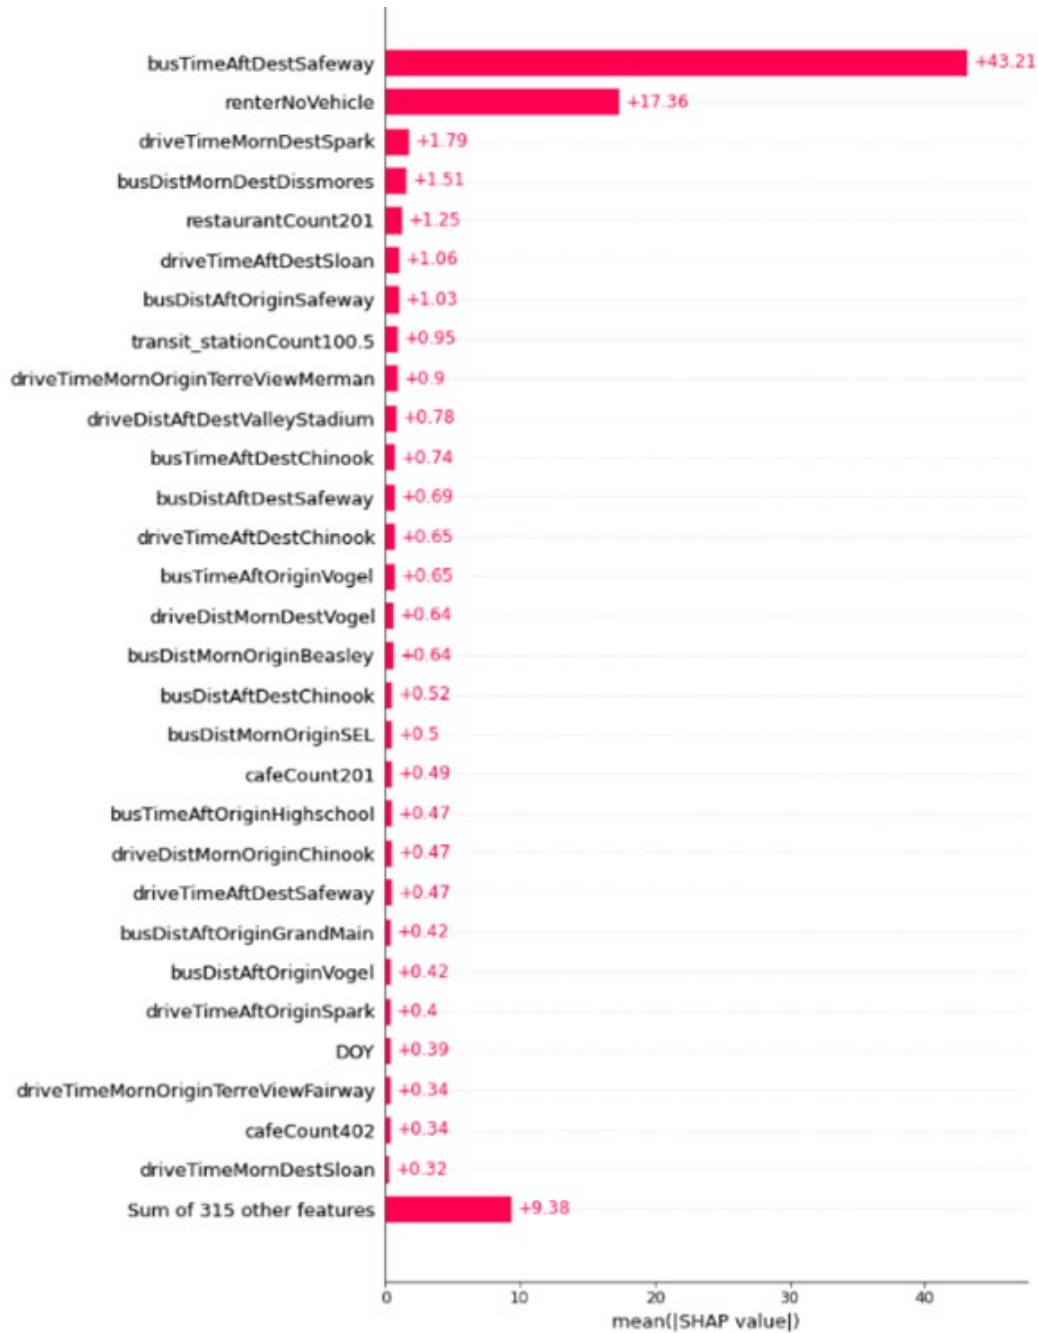 busTimeAftDestSafeway +43.21
renterNoVehicle +17.36
driveTimeMornDestSpark +1.79
busDistMornDestDissmores +1.51
restaurantCount201 +1.25
driveTimeAftDestSloan +1.06
busDistAftOriginSafeway +1.03
transit_stationCount100.5 +0.95
driveTimeMornOriginTerreViewMerman +0.9
driveDistAftDestValleyStadium +0.78
busTimeAftDestChinook +0.74
busDistAftDestSafeway +0.69
driveTimeAftDestChinook +0.65
busTimeAftOriginVogel +0.65
driveDistMornDestVogel +0.64
busDistMornOriginBeasley +0.64
busDistAftDestChinook +0.52
busDistMornOriginSEL +0.5
cafeCount201 +0.49
busTimeAftOriginHighschool +0.47
driveDistMornOriginChinook +0.47
driveTimeAftDestSafeway +0.47
busDistAftOriginGrandMain +0.42
busDistAftOriginVogel +0.42
driveTimeAftOriginSpark +0.4
DOY +0.39
driveTimeMornOriginTerreViewFairway +0.34
cafeCount402 +0.34
driveTimeMornDestSloan +0.32
Sum of 315 other features +9.38
0 10 20 30 40
mean(|SHAP value|)